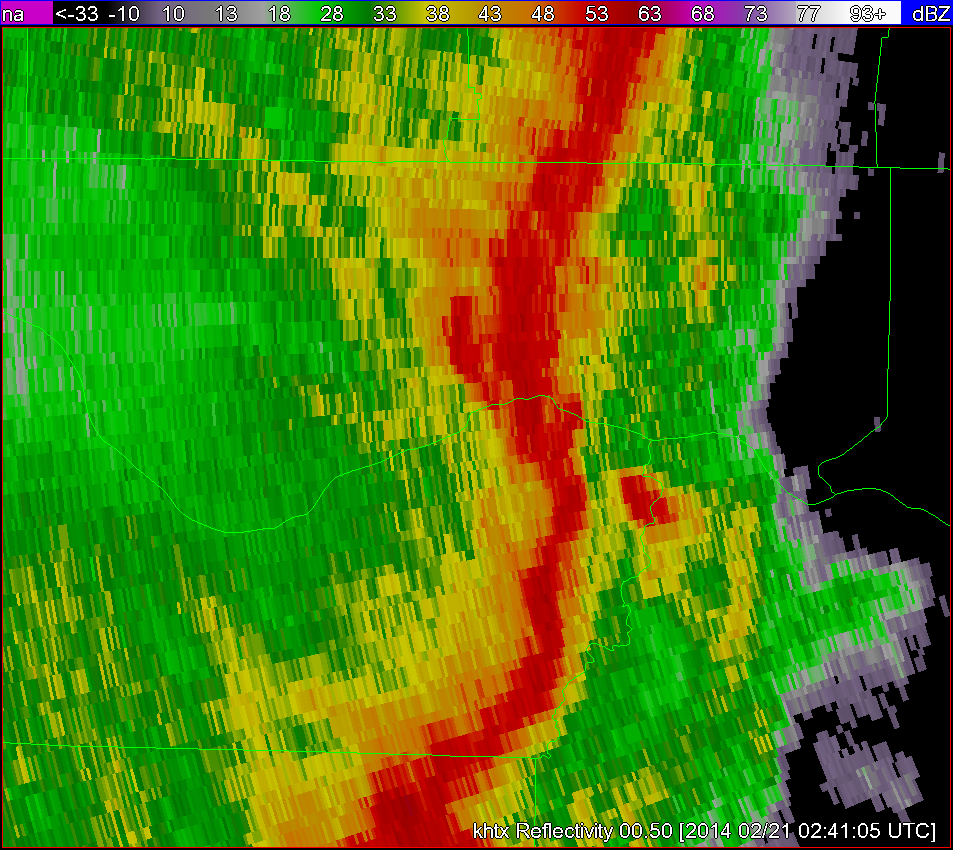 na <-33 -10 10 13 18 28 33 38 43 48 53 63 68 73 77 93+ dBZ
khtx Reflectivity 00.50 [2014 02/21 02:41:05 UTC]